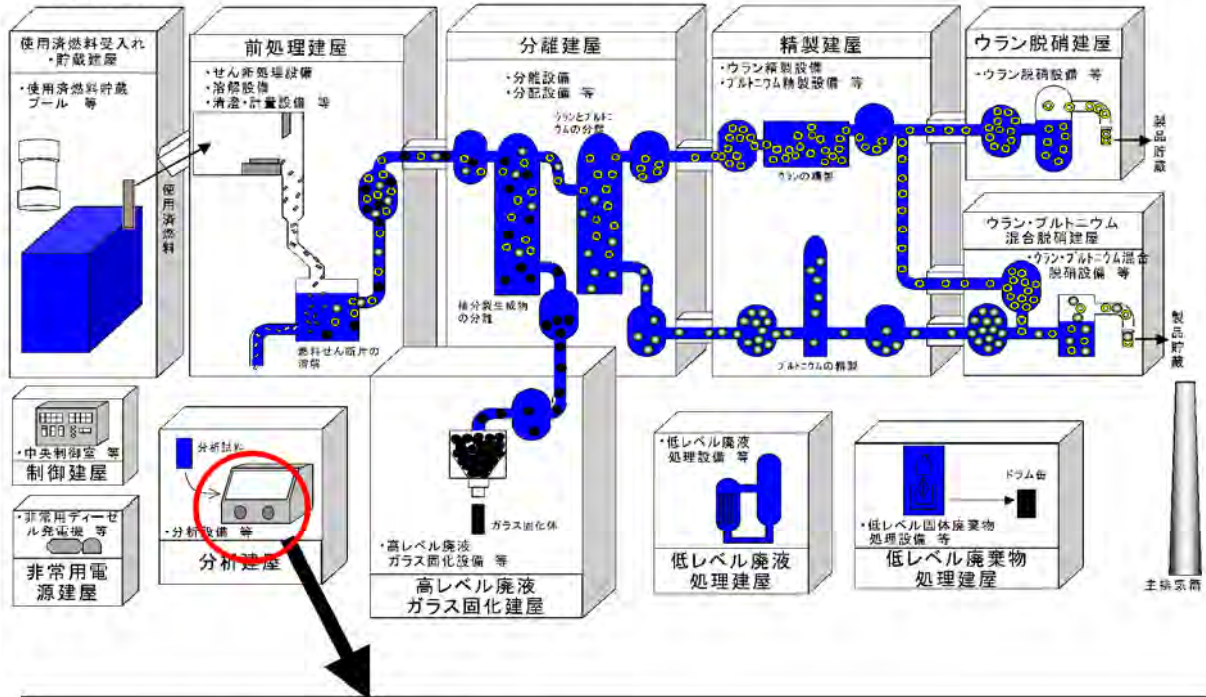 使用済燃料受入れ
・貯蔵建屋
・使用済燃料貯蔵
プール 等
使用済燃料
前処理建屋
・せん断処理設備
・溶解設備
・清澄・計量設備 等
燃料せん断片の
溶解
分離建屋
・分離設備
・分配設備 等
ウランとプルトニ
ウムの分離
核分裂生成物
の分離
精製建屋
・ウラン精製設備
・プルトニウム精製設備 等
ウランの精製
プルトニウムの精製
ウラン脱硝建屋
・ウラン脱硝設備 等
製品貯蔵
ウラン・プルトニウム
混合脱硝建屋
・ウラン・プルトニウム混合
脱硝設備 等
製品貯蔵
・中央制御室 等
制御建屋
・非常用ディーゼ
ル発電機 等
非常用電
源建屋
分析試料
・分析設備 等
分析建屋
ガラス固化体
・高レベル廃液
ガラス固化設備 等
高レベル廃液
ガラス固化建屋
・低レベル廃液
処理設備 等
低レベル廃液
処理建屋
ドラム缶
・低レベル固体廃棄物
処理設備 等
低レベル廃棄物
処理建屋
主排気筒